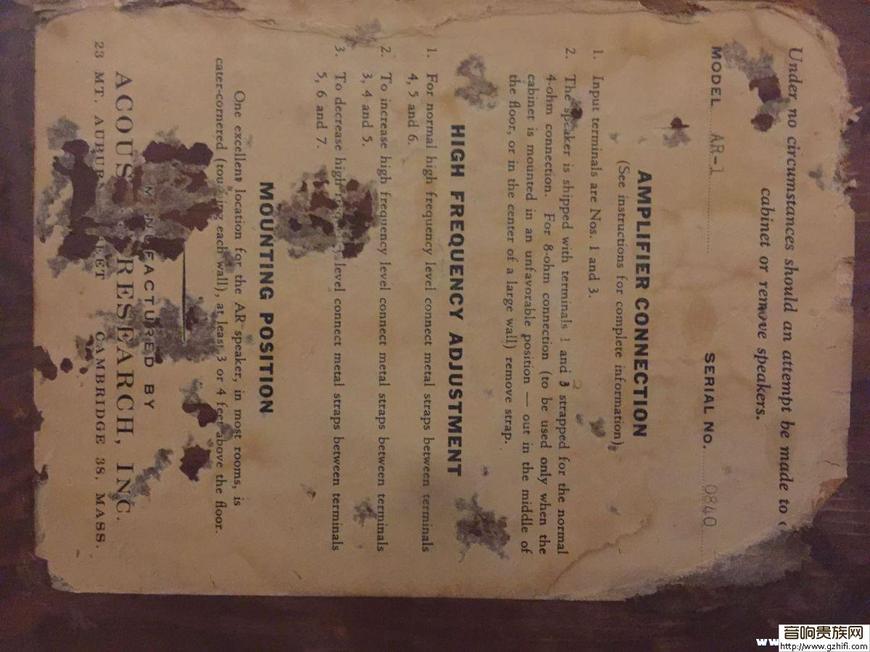 Under no circumstances should an attempt be made to
cabinet or remove speakers.
MODEL AR-1 SERIAL NO. 0840
AMPLIFIER CONNECTION
(See instructions for complete information)
1. Input terminals are Nos. 1 and 3.
2. The speaker is shipped with terminals 1 and 3 strapped for the normal
4-ohm connection. For 8-ohm connection (to be used only when the
cabinet is mounted in an unfavorable position — out in the middle of
the floor, or in the center of a large wall) remove strap.
HIGH FREQUENCY ADJUSTMENT
1. For normal high frequency level connect metal straps between terminals
4, 5 and 6.
2. To increase high frequency level connect metal straps between terminals
3, 4 and 5.
3. To decrease high frequency level connect metal straps between terminals
5, 6 and 7.
MOUNTING POSITION
One excellent location for the AR speaker, in most rooms, is
cater-cornered (touching each wall), at least 3 or 4 feet above the floor.
MANUFACTURED BY
ACOUSTIC RESEARCH, INC.
23 MT. AUBURN STREET CAMBRIDGE 38, MASS.
音响贵族网
http://www.gzhifi.com